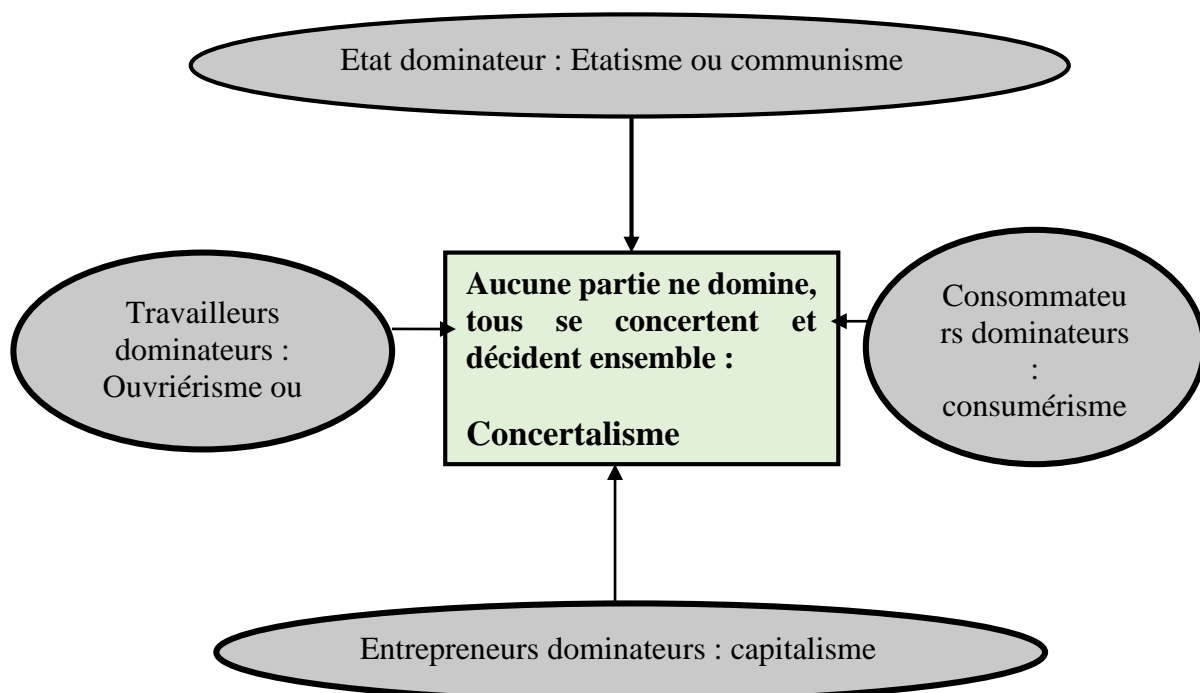 Etat dominateur : Etatisme ou communisme
Travailleurs
dominateurs :
Ouvriérisme ou
Aucune partie ne domine,
tous se concertent et
décident ensemble :
Concertalisme
Consommateu
rs dominateurs
:
consumérisme
Entrepreneurs dominateurs : capitalisme